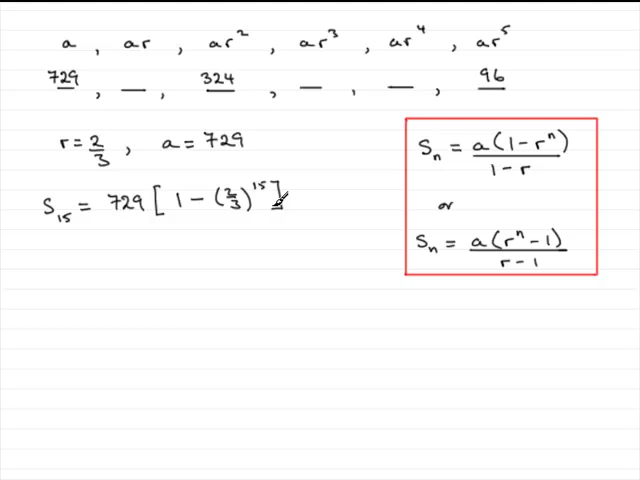 a , ar , ar² , ar³ , ar⁴ , ar⁵
729 , __ , 324 , __ , __ , 96
r = 2/3 , a = 729
S₁₅ = 729 [ 1 - (2/3)¹⁵ ]
Sₙ = a(1 - rⁿ) / 1 - r
or
Sₙ = a(rⁿ - 1) / r - 1